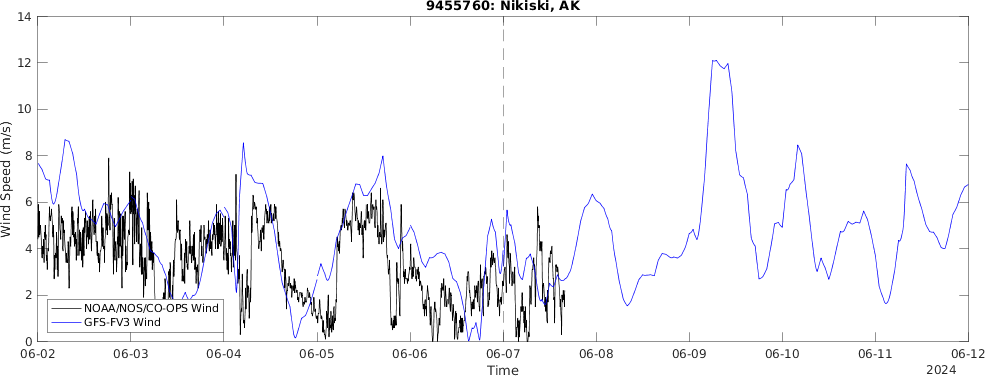 9455760: Nikiski, AK
14
12
10
8
6
4
2
0
Wind Speed (m/s)
NOAA/NOS/CO-OPS Wind
GFS-FV3 Wind
06-02 06-03 06-04 06-05 06-06 06-07 06-08 06-09 06-10 06-11 06-12
Time
2024